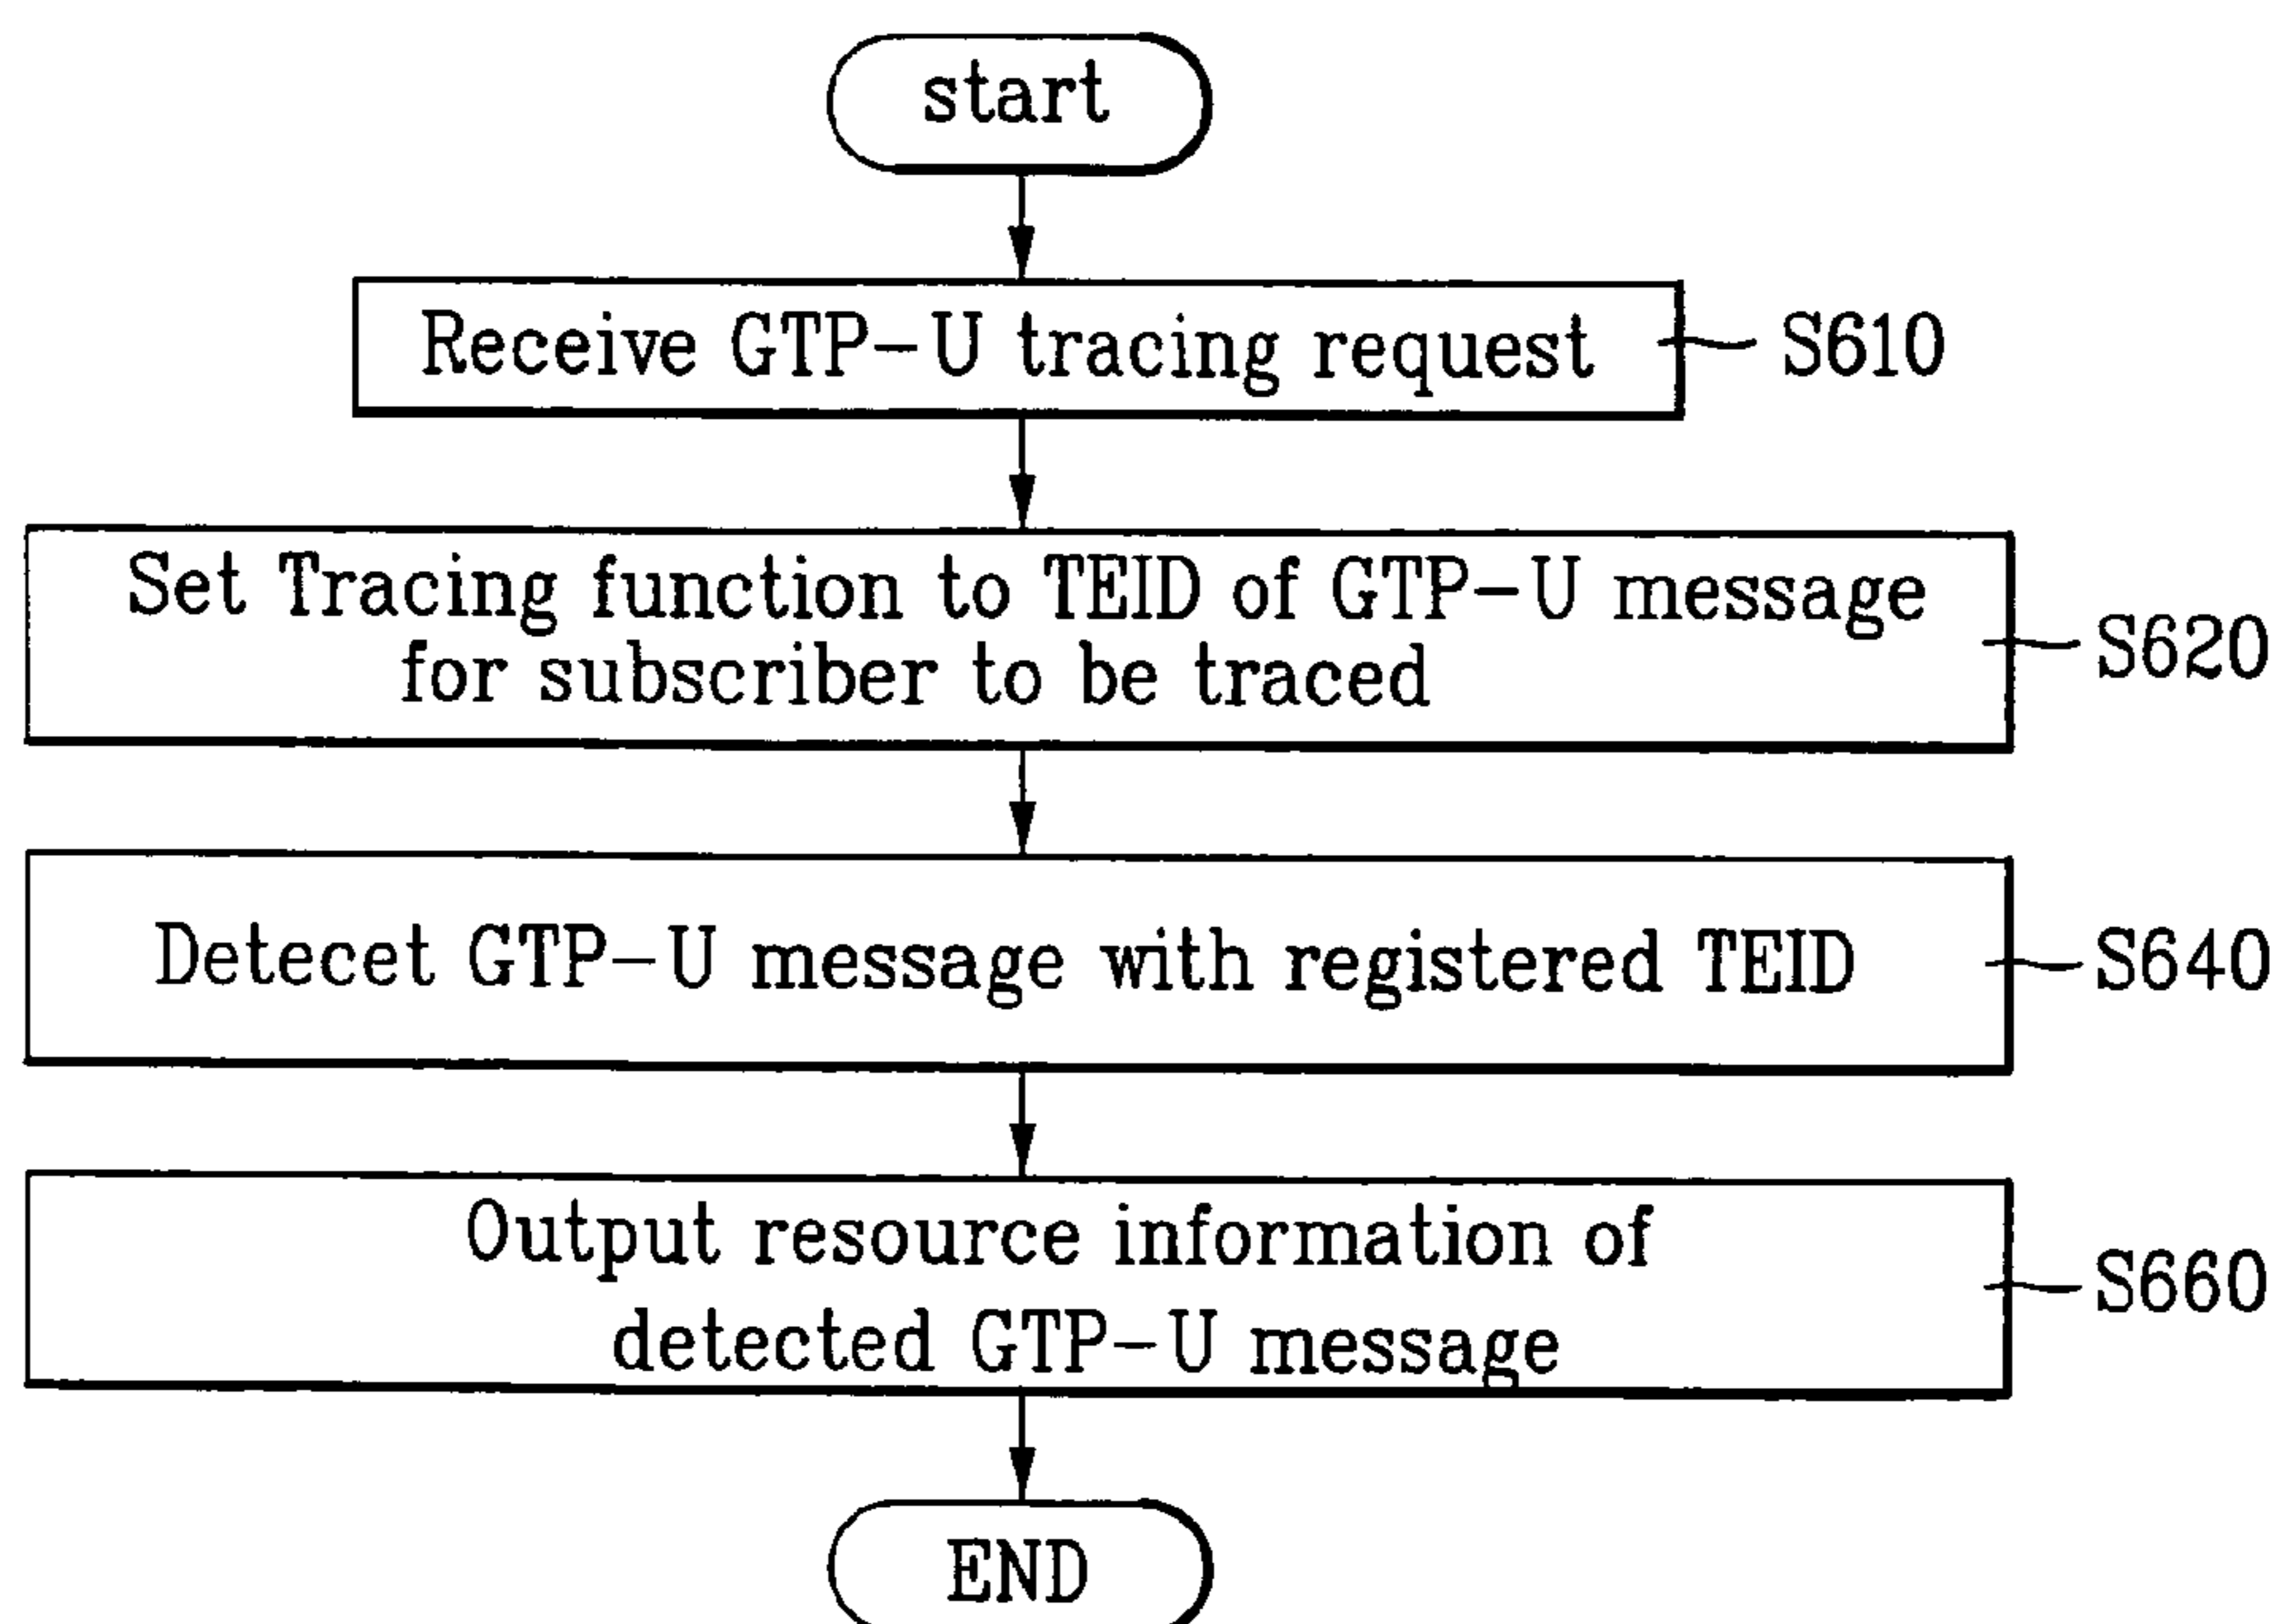 start
Receive GTP-U tracing request
S610
Set Tracing function to TEID of GTP-U message
for subscriber to be traced
S620
Detecet GTP-U message with registered TEID
S640
Output resource information of
detected GTP-U message
S660
END